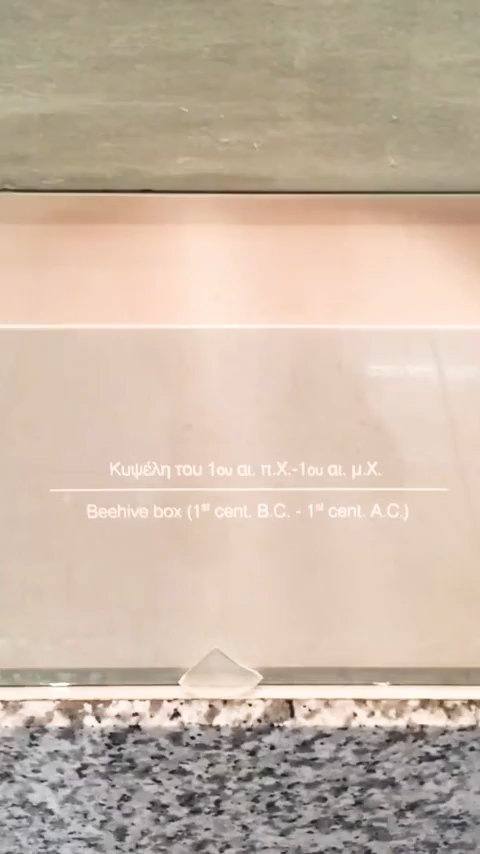 Κυψέλη του 1ου αι. π.Χ.-1ου αι. μ.Χ.
Beehive box (1st cent. B.C. - 1st cent. A.C.)